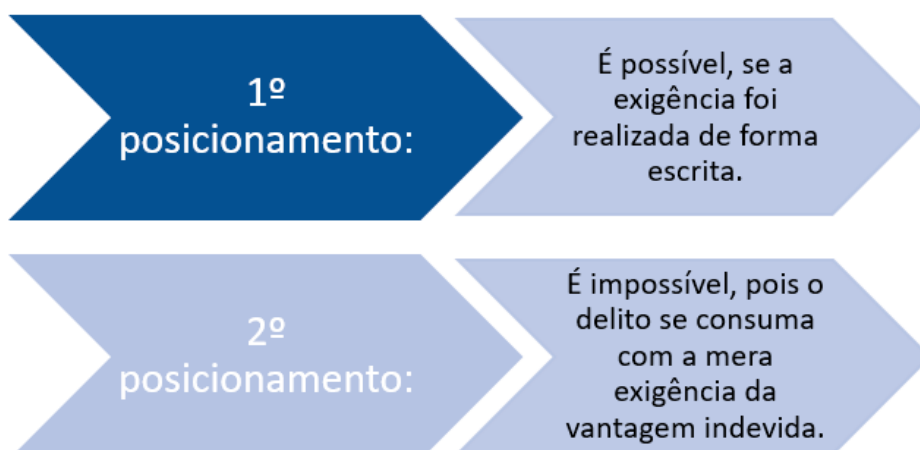 1º
posicionamento:
É possível, se a
exigência foi
realizada de forma
escrita.
2º
posicionamento:
É impossível, pois o
delito se consuma
com a mera
exigência da
vantagem indevida.